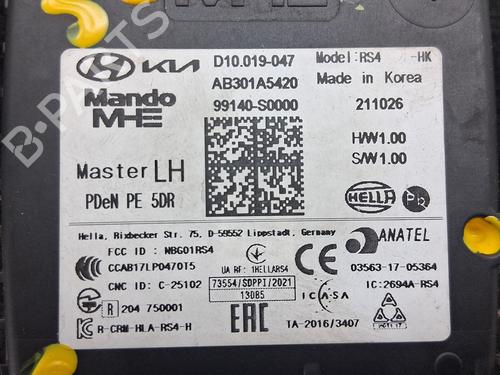 KIA D10.019-047 Model:RS4 -HK
AB301A5420 Made in Korea
Mando 99140-S0000 211026
MHE
H/W1.00
S/W1.00
Master LH
PDeN PE 5DR
HELLA
Hella, Rixbecker Str. 75, D-59552 Lippstadt, Germany
ANATEL
FCC ID : NBG01RS4
03563-17-05364
CCAB17LP0470T5 UA RF: 1HELLARS4 CE
IC:2694A-RS4
CNC ID: C-25102 73554/SDPPI/2021
13085
ICASA
R 204 750001
EAC
R-CRM-HLA-RS4-H TA-2016/3407
B-PARTS